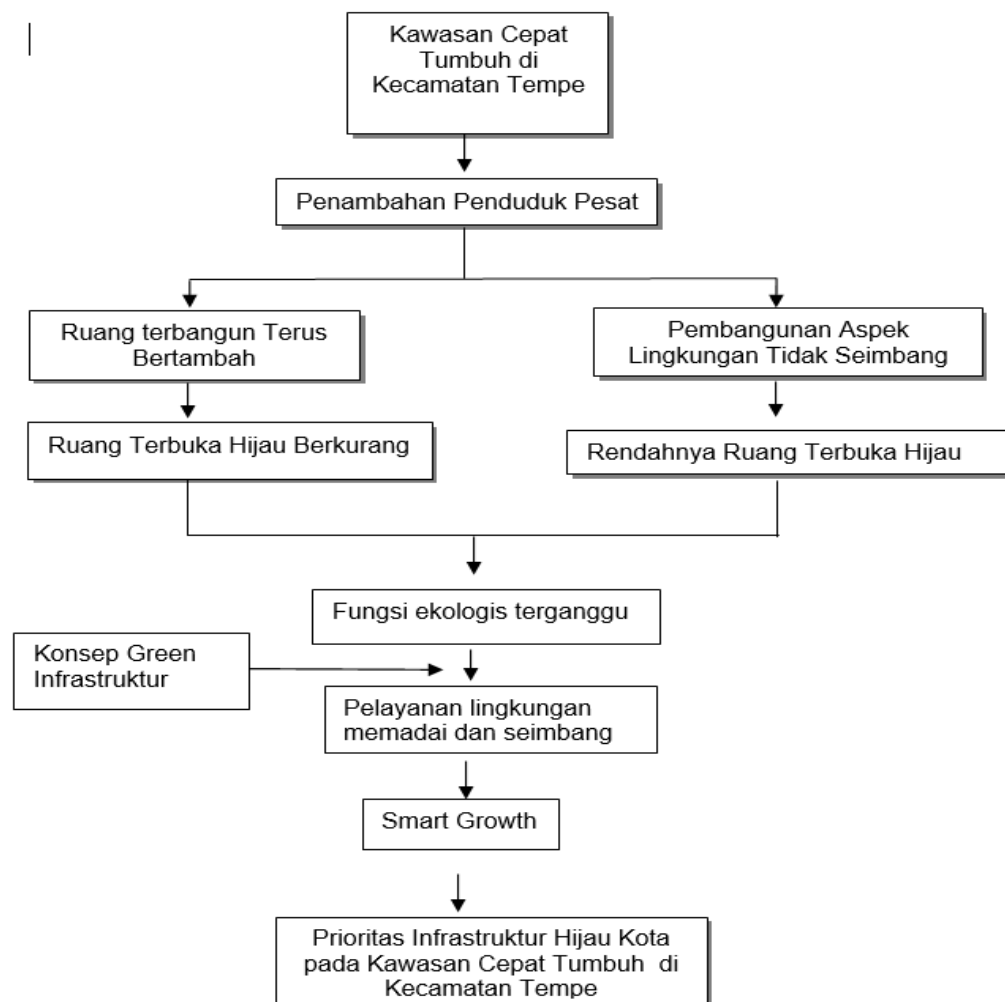 Kawasan Cepat
Tumbuh di
Kecamatan Tempe
Penambahan Penduduk Pesat
Ruang terbangun Terus
Bertambah
Pembangunan Aspek
Lingkungan Tidak Seimbang
Ruang Terbuka Hijau Berkurang
Rendahnya Ruang Terbuka Hijau
Fungsi ekologis terganggu
Konsep Green
Infrastruktur
Pelayanan lingkungan
memadai dan seimbang
Smart Growth
Prioritas Infrastruktur Hijau Kota
pada Kawasan Cepat Tumbuh di
Kecamatan Tempe